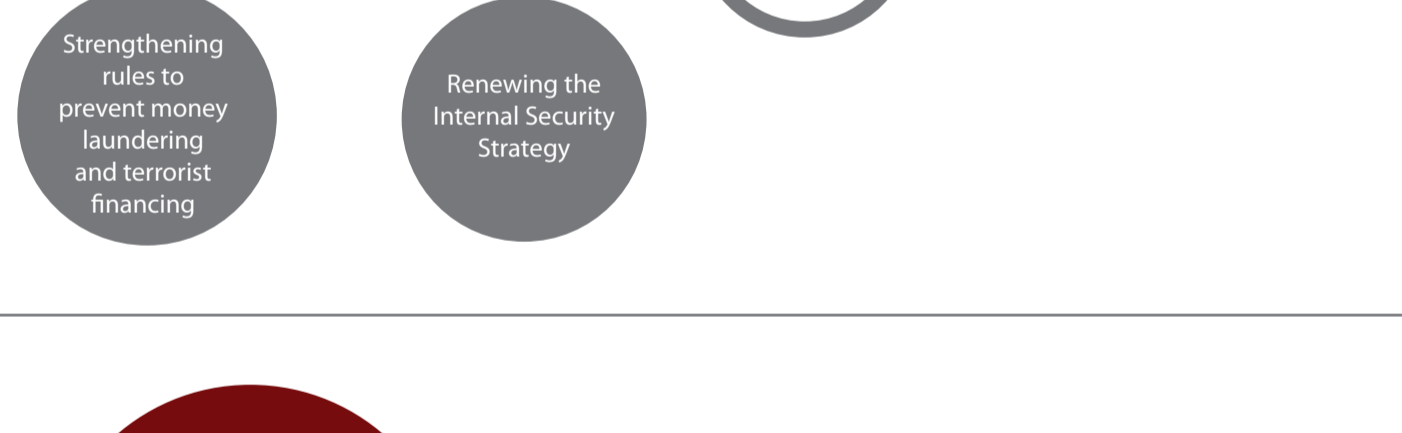 Strengthening
rules to
prevent money
laundering
and terrorist
financing
Renewing the
Internal Security
Strategy